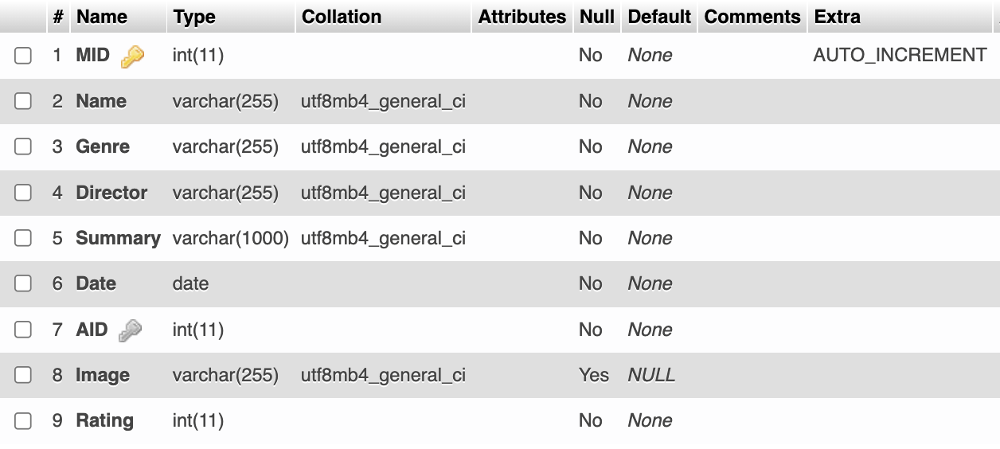 # Name Type Collation Attributes Null Default Comments Extra
1 MID int(11) No None AUTO_INCREMENT
2 Name varchar(255) utf8mb4_general_ci No None
3 Genre varchar(255) utf8mb4_general_ci No None
4 Director varchar(255) utf8mb4_general_ci No None
5 Summary varchar(1000) utf8mb4_general_ci No None
6 Date date No None
7 AID int(11) No None
8 Image varchar(255) utf8mb4_general_ci Yes NULL
9 Rating int(11) No None